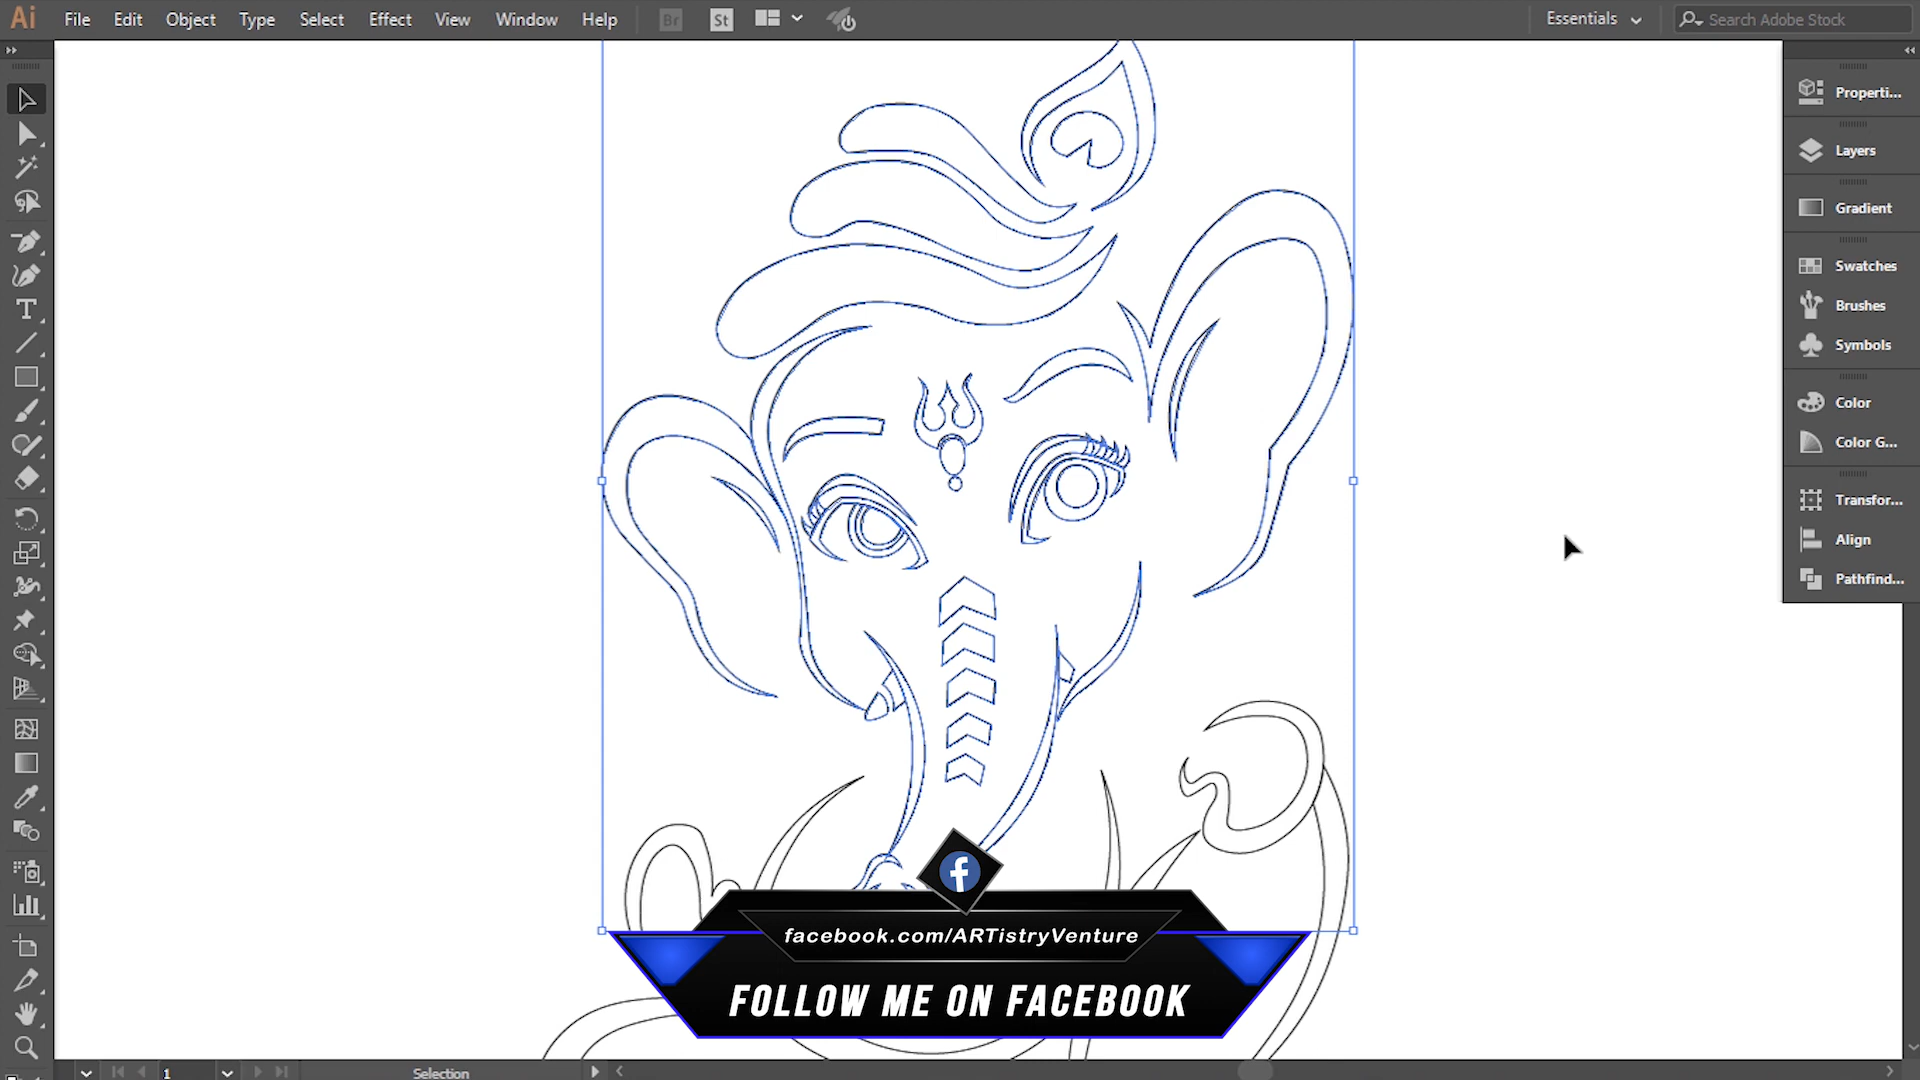 Ai File Edit Object Type Select Effect View Window Help Br St Essentials Search Adobe Stock
Properti...
Layers
Gradient
Swatches
Brushes
Symbols
Color
Color G...
Transfor...
Align
Pathfind...
T
facebook.com/ARTistryVenture
FOLLOW ME ON FACEBOOK
1 Selection